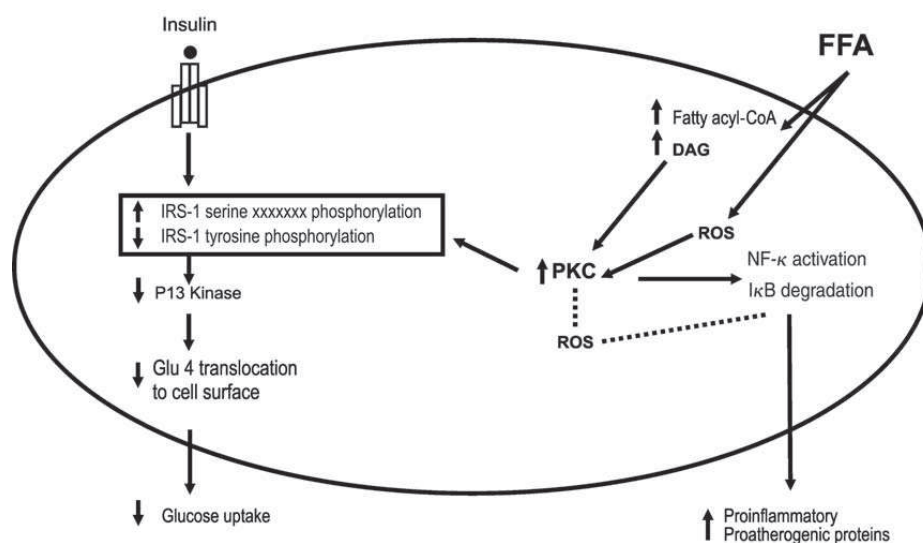 Insulin
FFA
Fatty acyl-CoA
DAG
IRS-1 serine xxxxxxx phosphorylation
IRS-1 tyrosine phosphorylation
ROS
PKC
NF-κ activation
IκB degradation
P13 Kinase
ROS
Glu 4 translocation
to cell surface
Glucose uptake
Proinflammatory
Proatherogenic proteins